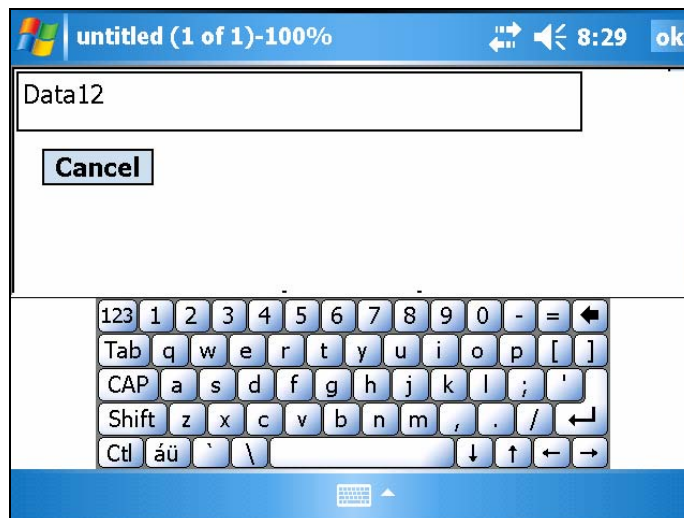 untitled (1 of 1)-100% 8:29 ok
Data12
Cancel
123 1 2 3 4 5 6 7 8 9 0 - = 🡄
Tab q w e r t y u i o p [ ]
CAP a s d f g h j k l ; '
Shift z x c v b n m , . / ↵
Ctl áü ` \ ↓ ↑ ← →